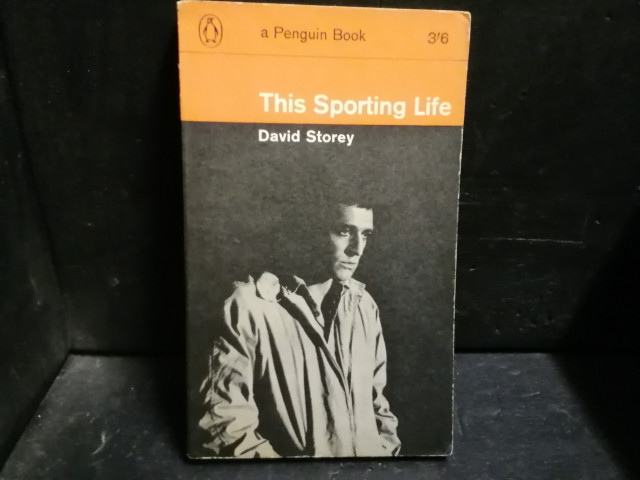 a Penguin Book 3'6
This Sporting Life
David Storey